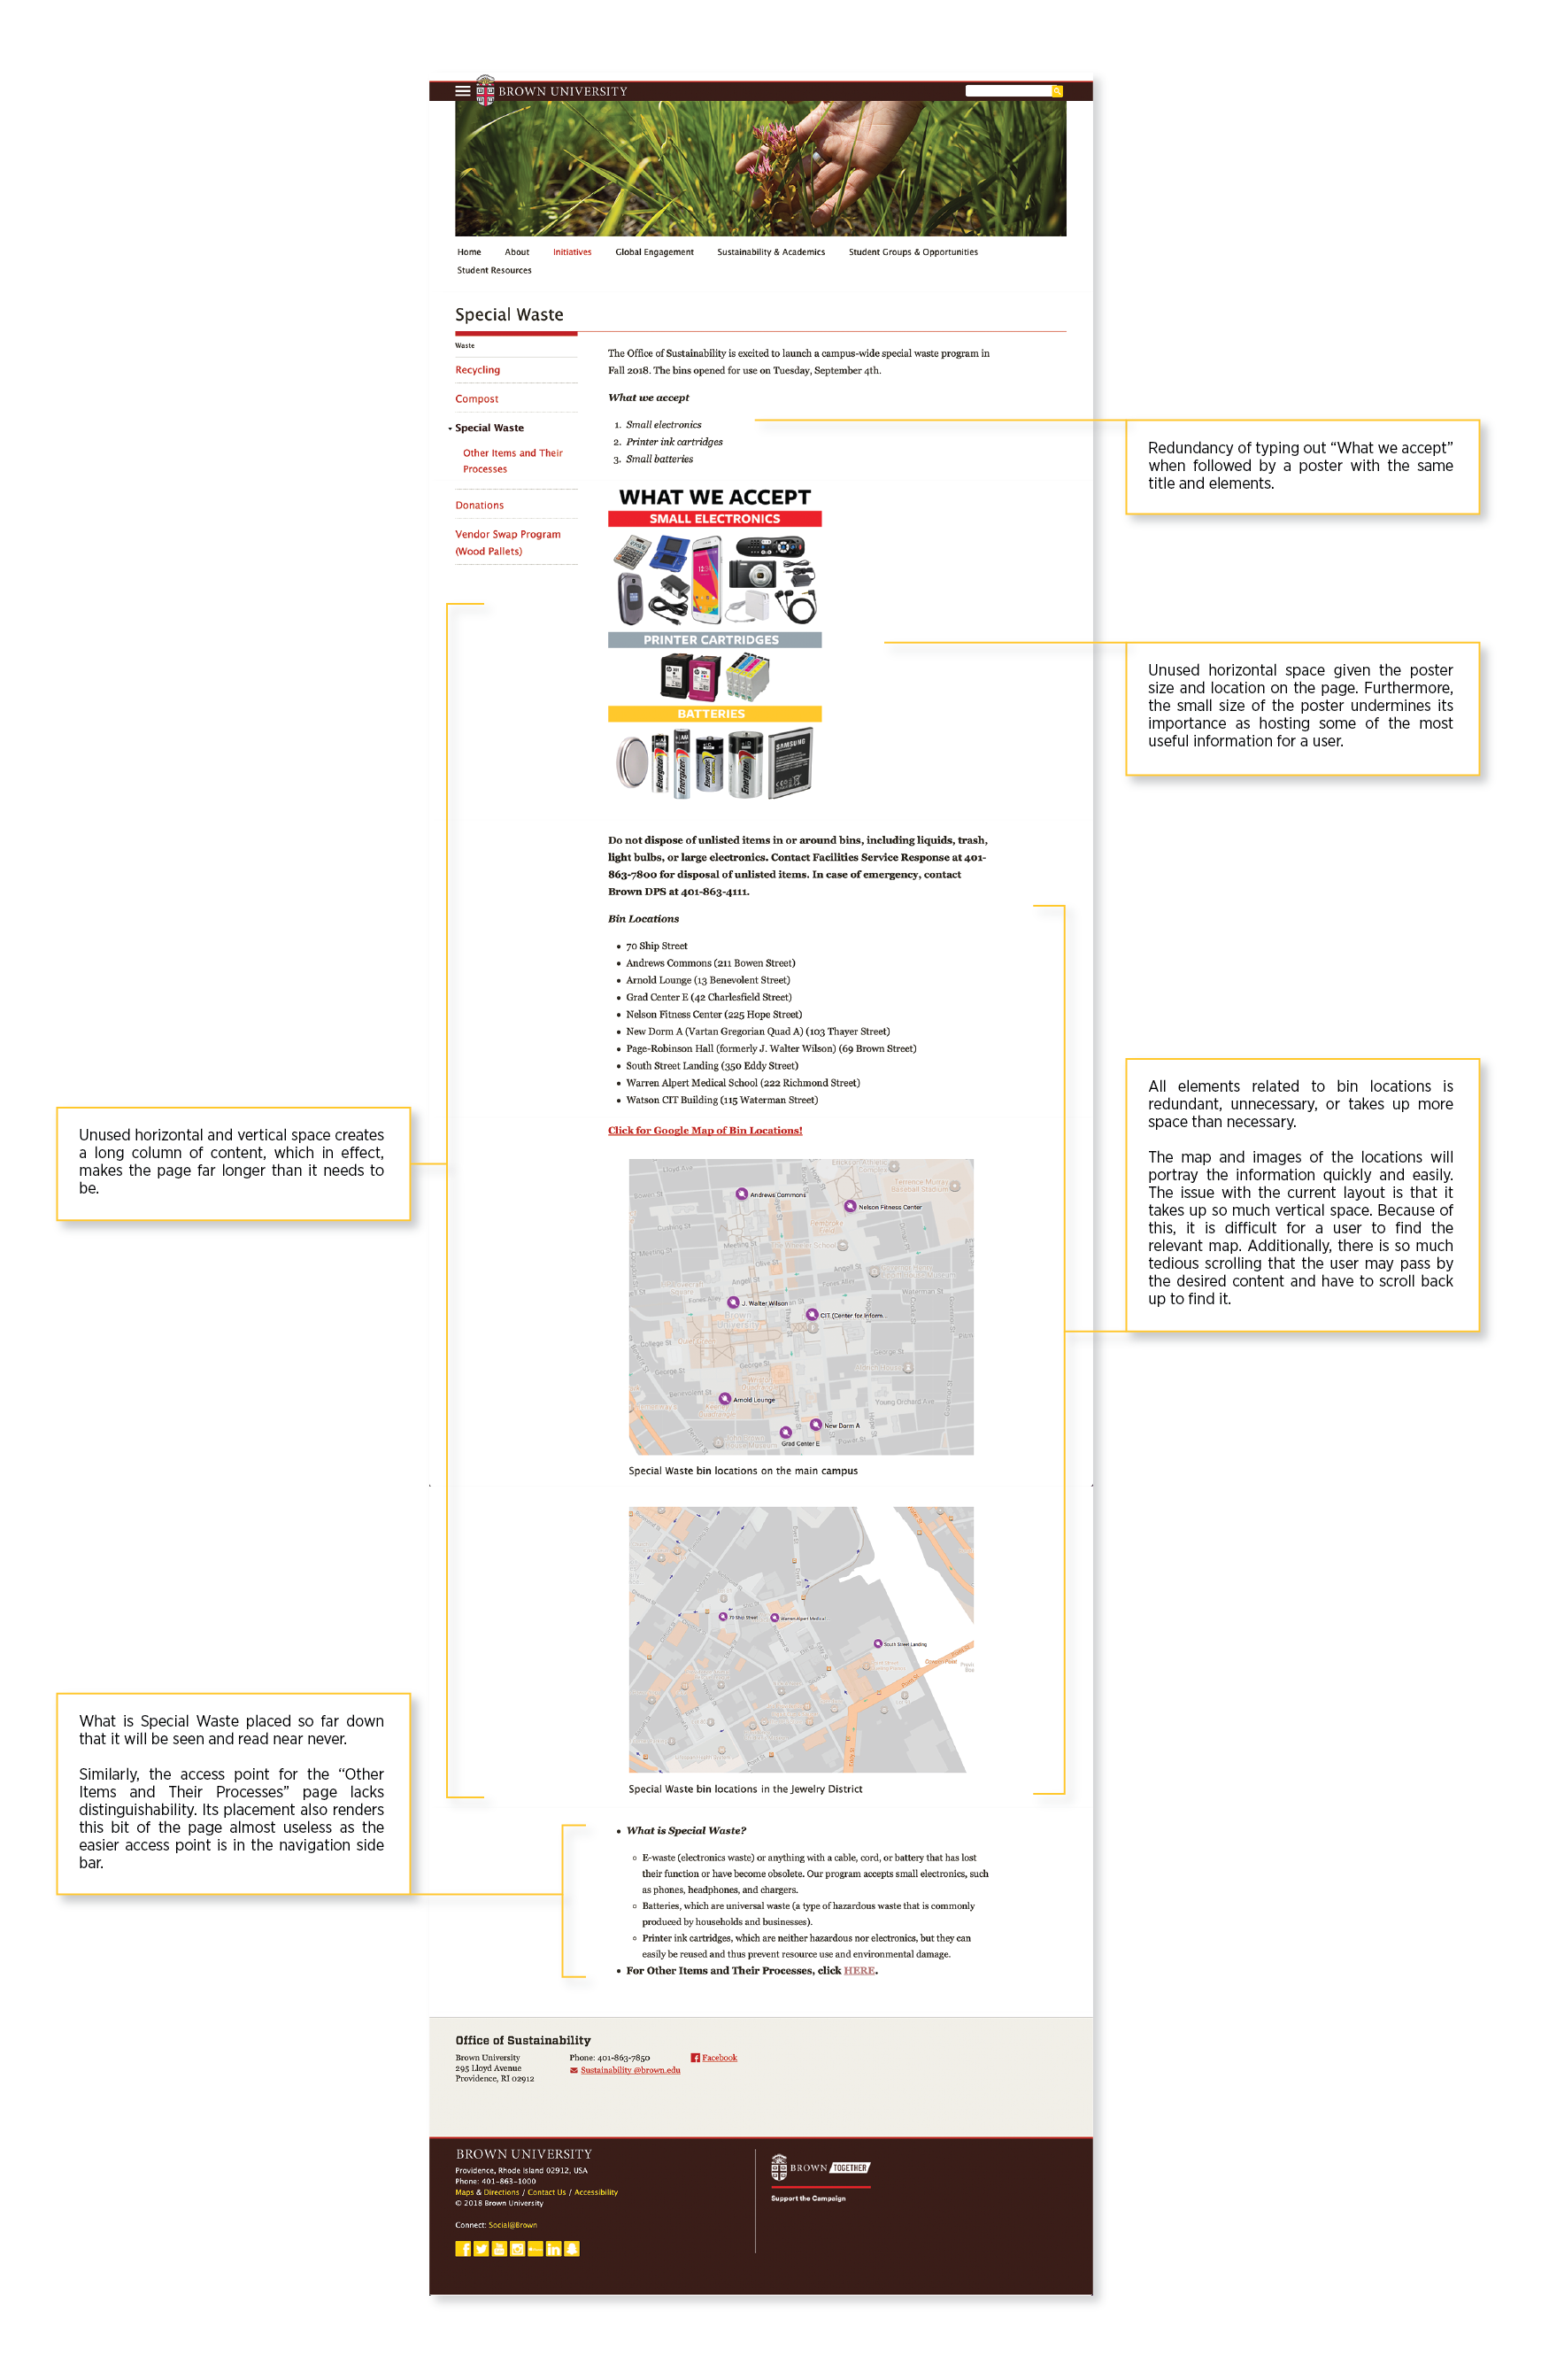 BROWN UNIVERSITY
Home About Initiatives Global Engagement Sustainability & Academics Student Groups & Opportunities
Student Resources
Special Waste
Waste
Recycling
Compost
Special Waste
Other Items and Their
Processes
Donations
Vendor Swap Program
(Wood Pallets)
The Office of Sustainability is excited to launch a campus-wide special waste program in
Fall 2018. The bins opened for use on Tuesday, September 4th.
What we accept
1. Small electronics
2. Printer ink cartridges
3. Small batteries
Redundancy of typing out “What we accept”
when followed by a poster with the same
title and elements.
WHAT WE ACCEPT
SMALL ELECTRONICS
PRINTER CARTRIDGES
BATTERIES
Energizer
Energizer
Energizer
SAMSUNG
Unused horizontal space given the poster
size and location on the page. Furthermore,
the small size of the poster undermines its
importance as hosting some of the most
useful information for a user.
Do not dispose of unlisted items in or around bins, including liquids, trash,
light bulbs, or large electronics. Contact Facilities Service Response at 401-
863-7800 for disposal of unlisted items. In case of emergency, contact
Brown DPS at 401-863-4111.
Bin Locations
• 70 Ship Street
• Andrews Commons (211 Bowen Street)
• Arnold Lounge (13 Benevolent Street)
• Grad Center E (42 Charlesfield Street)
• Nelson Fitness Center (225 Hope Street)
• New Dorm A (Vartan Gregorian Quad A) (103 Thayer Street)
• Page-Robinson Hall (formerly J. Walter Wilson) (69 Brown Street)
• South Street Landing (350 Eddy Street)
• Warren Alpert Medical School (222 Richmond Street)
• Watson CIT Building (115 Waterman Street)
Click for Google Map of Bin Locations!
Unused horizontal and vertical space creates
a long column of content, which in effect,
makes the page far longer than it needs to
be.
All elements related to bin locations is
redundant, unnecessary, or takes up more
space than necessary.
The map and images of the locations will
portray the information quickly and easily.
The issue with the current layout is that it
takes up so much vertical space. Because of
this, it is difficult for a user to find the
relevant map. Additionally, there is so much
tedious scrolling that the user may pass by
the desired content and have to scroll back
up to find it.
Andrews Commons
Nelson Fitness Center
J. Walter Wilson
CIT (Center for Inform...
Brown
University
George St
Young Orchard Ave
Arnold Lounge
New Dorm A
Grad Center E
Special Waste bin locations on the main campus
70 Ship Street
Warren Alpert Medical
South Street Landing
Special Waste bin locations in the Jewelry District
What is Special Waste placed so far down
that it will be seen and read near never.
Similarly, the access point for the “Other
Items and Their Processes” page lacks
distinguishability. Its placement also renders
this bit of the page almost useless as the
easier access point is in the navigation side
bar.
• What is Special Waste?
◦ E-waste (electronics waste) or anything with a cable, cord, or battery that has lost
their function or have become obsolete. Our program accepts small electronics, such
as phones, headphones, and chargers.
◦ Batteries, which are universal waste (a type of hazardous waste that is commonly
produced by households and businesses).
◦ Printer ink cartridges, which are neither hazardous nor electronics, but they can
easily be reused and thus prevent resource use and environmental damage.
• For Other Items and Their Processes, click HERE.
Office of Sustainability
Brown University
295 Lloyd Avenue
Providence, RI 02912
Phone: 401-863-7850
Sustainability @brown.edu
Facebook
BROWN UNIVERSITY
Providence, Rhode Island 02912, USA
Phone: 401-863-1000
Maps & Directions / Contact Us / Accessibility
© 2018 Brown University
Connect: Social@Brown
BROWN TOGETHER
Support the Campaign